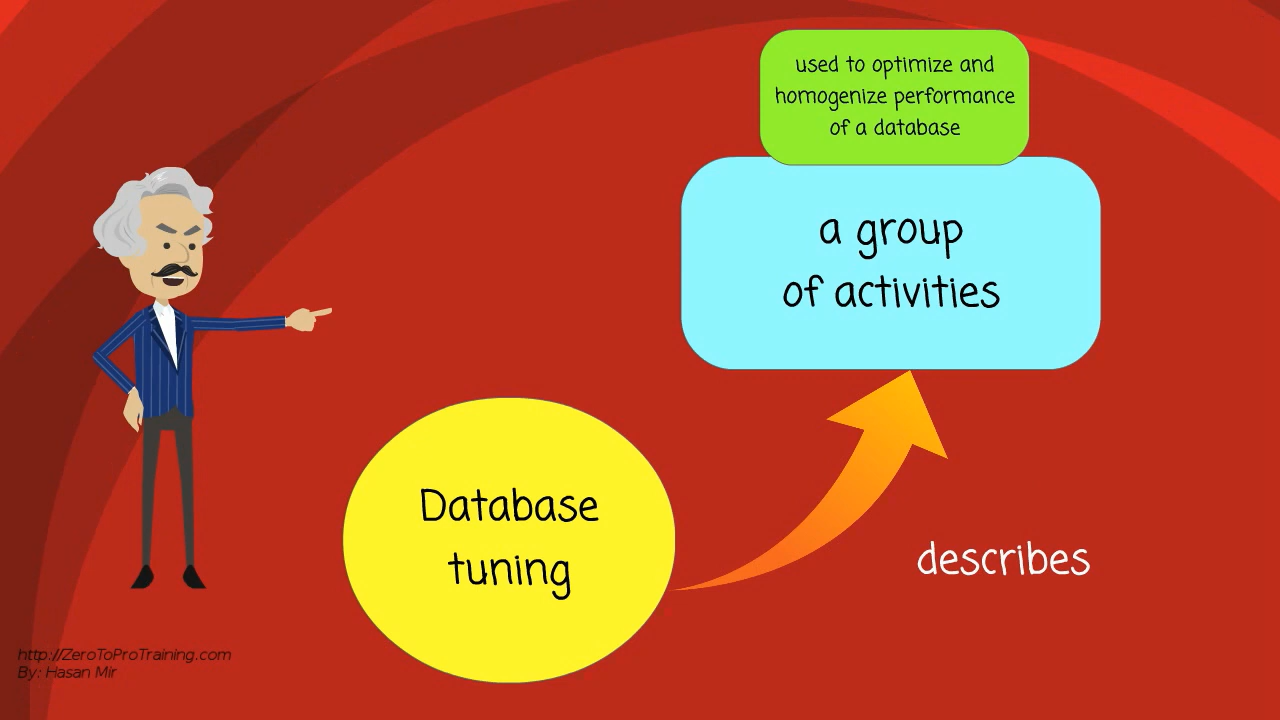 used to optimize and
homogenize performance
of a database
a group
of activities
Database
tuning
describes
http://ZeroToProTraining.com
By: Hasan Mir